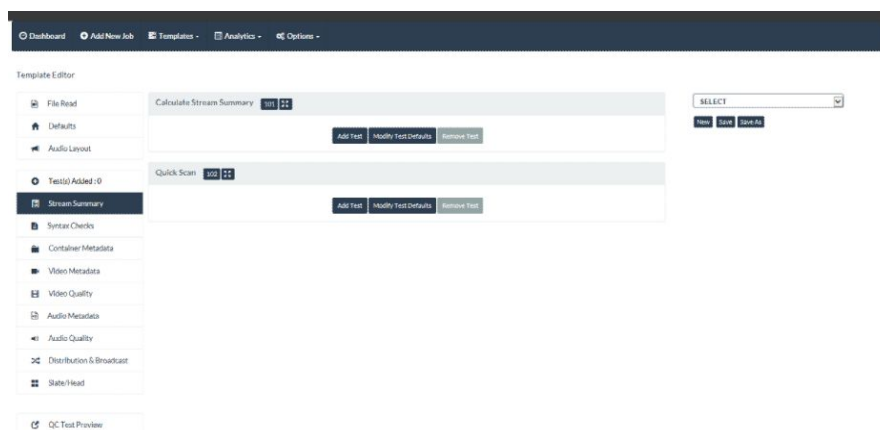 Dashboard Add New Job Templates Analytics Options
Template Editor
File Read
Defaults
Audio Layout
Test(s) Added : 0
Stream Summary
Syntax Checks
Container Metadata
Video Metadata
Video Quality
Audio Metadata
Audio Quality
Distribution & Broadcast
Slate/Head
QC Test Preview
Calculate Stream Summary 101
Add Test Modify Test Defaults Remove Test
Quick Scan 102
Add Test Modify Test Defaults Remove Test
SELECT
New Save Save As